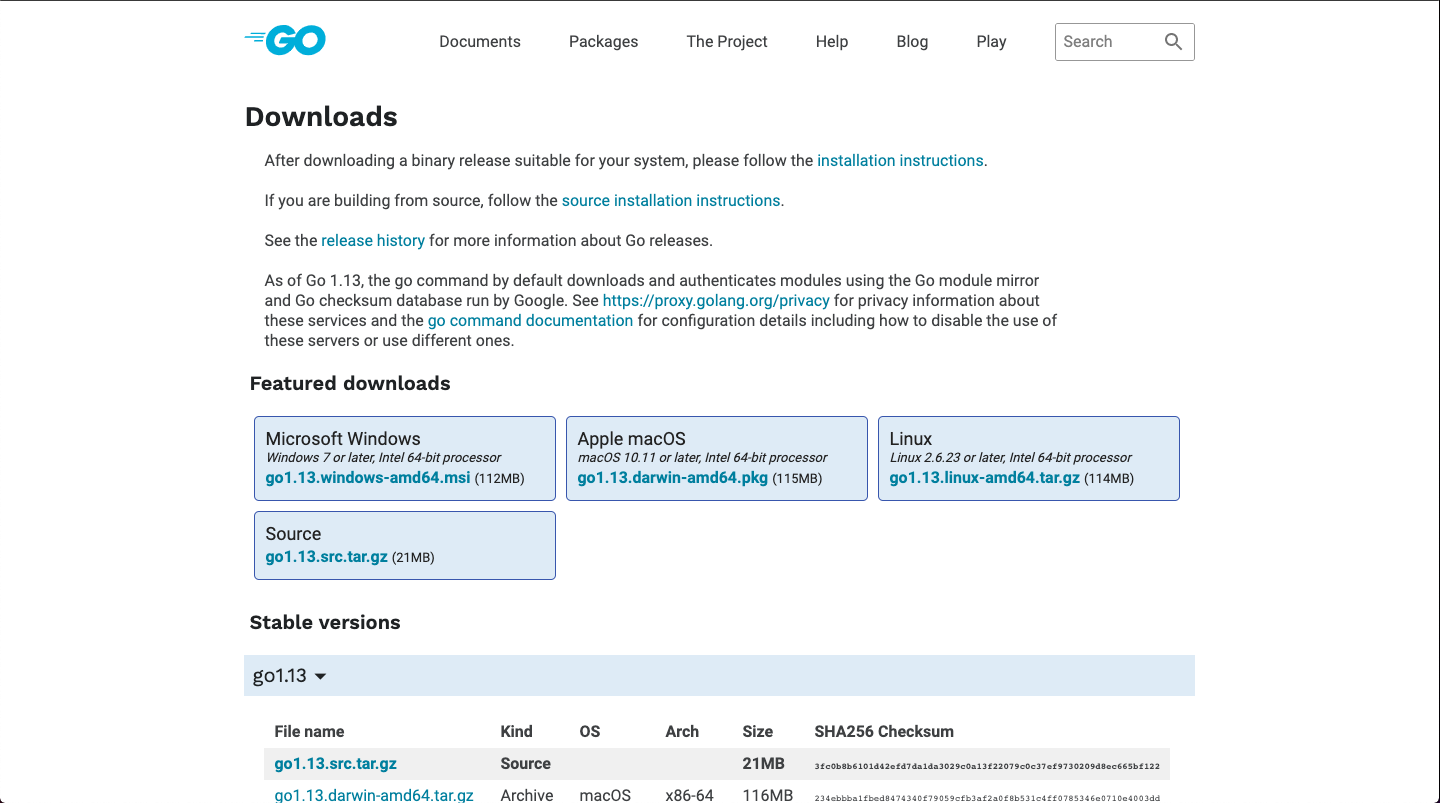 GO
Documents Packages The Project Help Blog Play Search
Downloads
After downloading a binary release suitable for your system, please follow the installation instructions.
If you are building from source, follow the source installation instructions.
See the release history for more information about Go releases.
As of Go 1.13, the go command by default downloads and authenticates modules using the Go module mirror
and Go checksum database run by Google. See https://proxy.golang.org/privacy for privacy information about
these services and the go command documentation for configuration details including how to disable the use of
these servers or use different ones.
Featured downloads
Microsoft Windows
Windows 7 or later, Intel 64-bit processor
go1.13.windows-amd64.msi (112MB)
Apple macOS
macOS 10.11 or later, Intel 64-bit processor
go1.13.darwin-amd64.pkg (115MB)
Linux
Linux 2.6.23 or later, Intel 64-bit processor
go1.13.linux-amd64.tar.gz (114MB)
Source
go1.13.src.tar.gz (21MB)
Stable versions
go1.13
File name Kind OS Arch Size SHA256 Checksum
go1.13.src.tar.gz Source 21MB 3fc0b8b6101d42efd7da1da3029c0a13f22079c0c37ef9730209d8ec665bf122
go1.13.darwin-amd64.tar.gz Archive macOS x86-64 116MB 234ebbba1fbed8474340f79059cfb3af2a0f8b531c4ff0785346e0710e4003dd